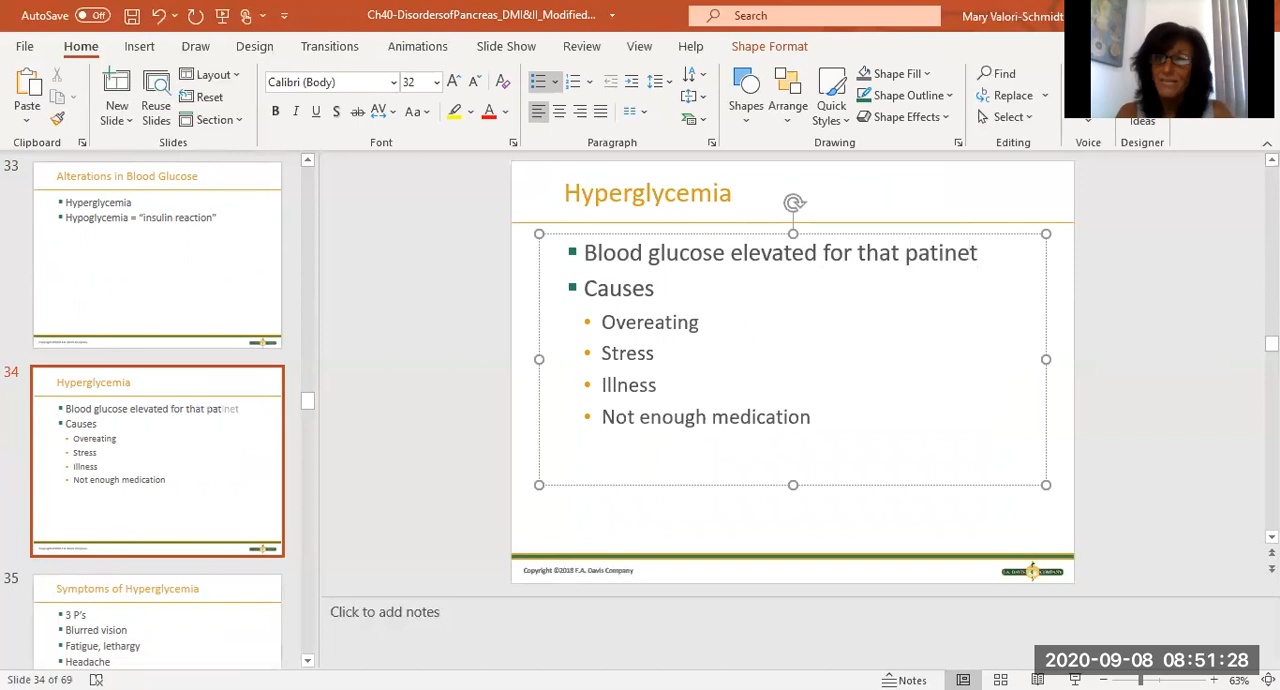 AutoSave Off Ch40-DisordersofPancreas_DMI&II_Modified... Search Mary Valori-Schmidt
File Home Insert Draw Design Transitions Animations Slide Show Review View Help Shape Format
Paste
New Slide
Reuse Slides
Layout
Reset
Section
Calibri (Body) 32
B I U S ab AV Aa A
Shapes Arrange Quick Styles
Shape Fill
Shape Outline
Shape Effects
Find
Replace
Select
Ideas
Clipboard Slides Font Paragraph Drawing Editing Voice Designer
33
Alterations in Blood Glucose
Hyperglycemia
Hypoglycemia = “insulin reaction”
34
Hyperglycemia
Blood glucose elevated for that patinet
Causes
Overeating
Stress
Illness
Not enough medication
35
Symptoms of Hyperglycemia
3 P's
Blurred vision
Fatigue, lethargy
Headache
Hyperglycemia
Blood glucose elevated for that patinet
Causes
Overeating
Stress
Illness
Not enough medication
Copyright ©2018 F.A. Davis Company
F.A. DAVIS COMPANY
Click to add notes
2020-09-08 08:51:28
Slide 34 of 69 Notes 63%